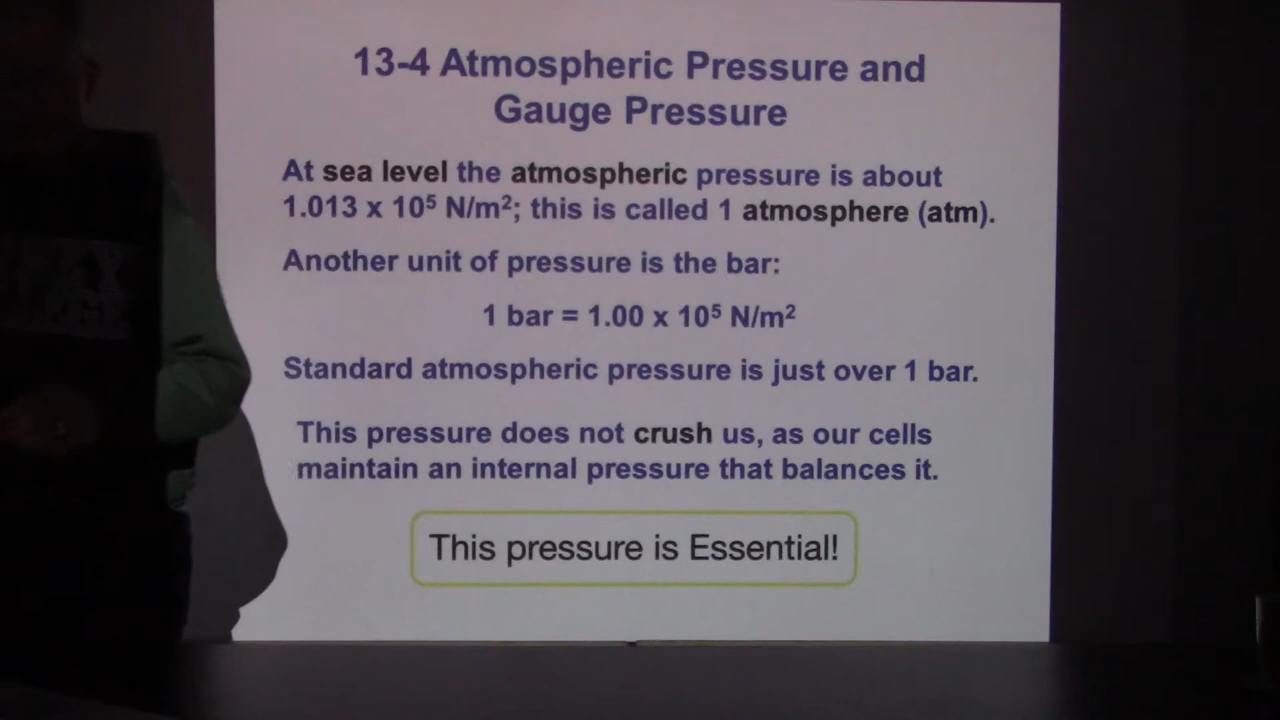 13-4 Atmospheric Pressure and
Gauge Pressure
At sea level the atmospheric pressure is about
1.013 x 10⁵ N/m²; this is called 1 atmosphere (atm).
Another unit of pressure is the bar:
1 bar = 1.00 x 10⁵ N/m²
Standard atmospheric pressure is just over 1 bar.
This pressure does not crush us, as our cells
maintain an internal pressure that balances it.
This pressure is Essential!